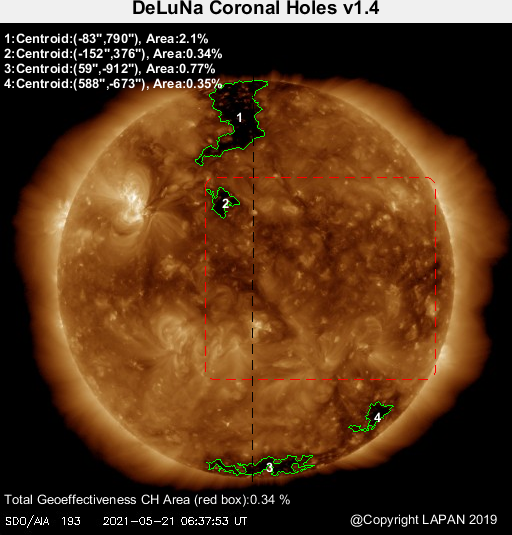 DeLuNa Coronal Holes v1.4
1:Centroid:(-83",790"), Area:2.1%
2:Centroid:(-152",376"), Area:0.34%
3:Centroid:(59",-912"), Area:0.77%
4:Centroid:(588",-673"), Area:0.35%
1
2
4
3
Total Geoeffectiveness CH Area (red box):0.34 %
SDO/AIA 193 2021-05-21 06:37:53 UT
@Copyright LAPAN 2019